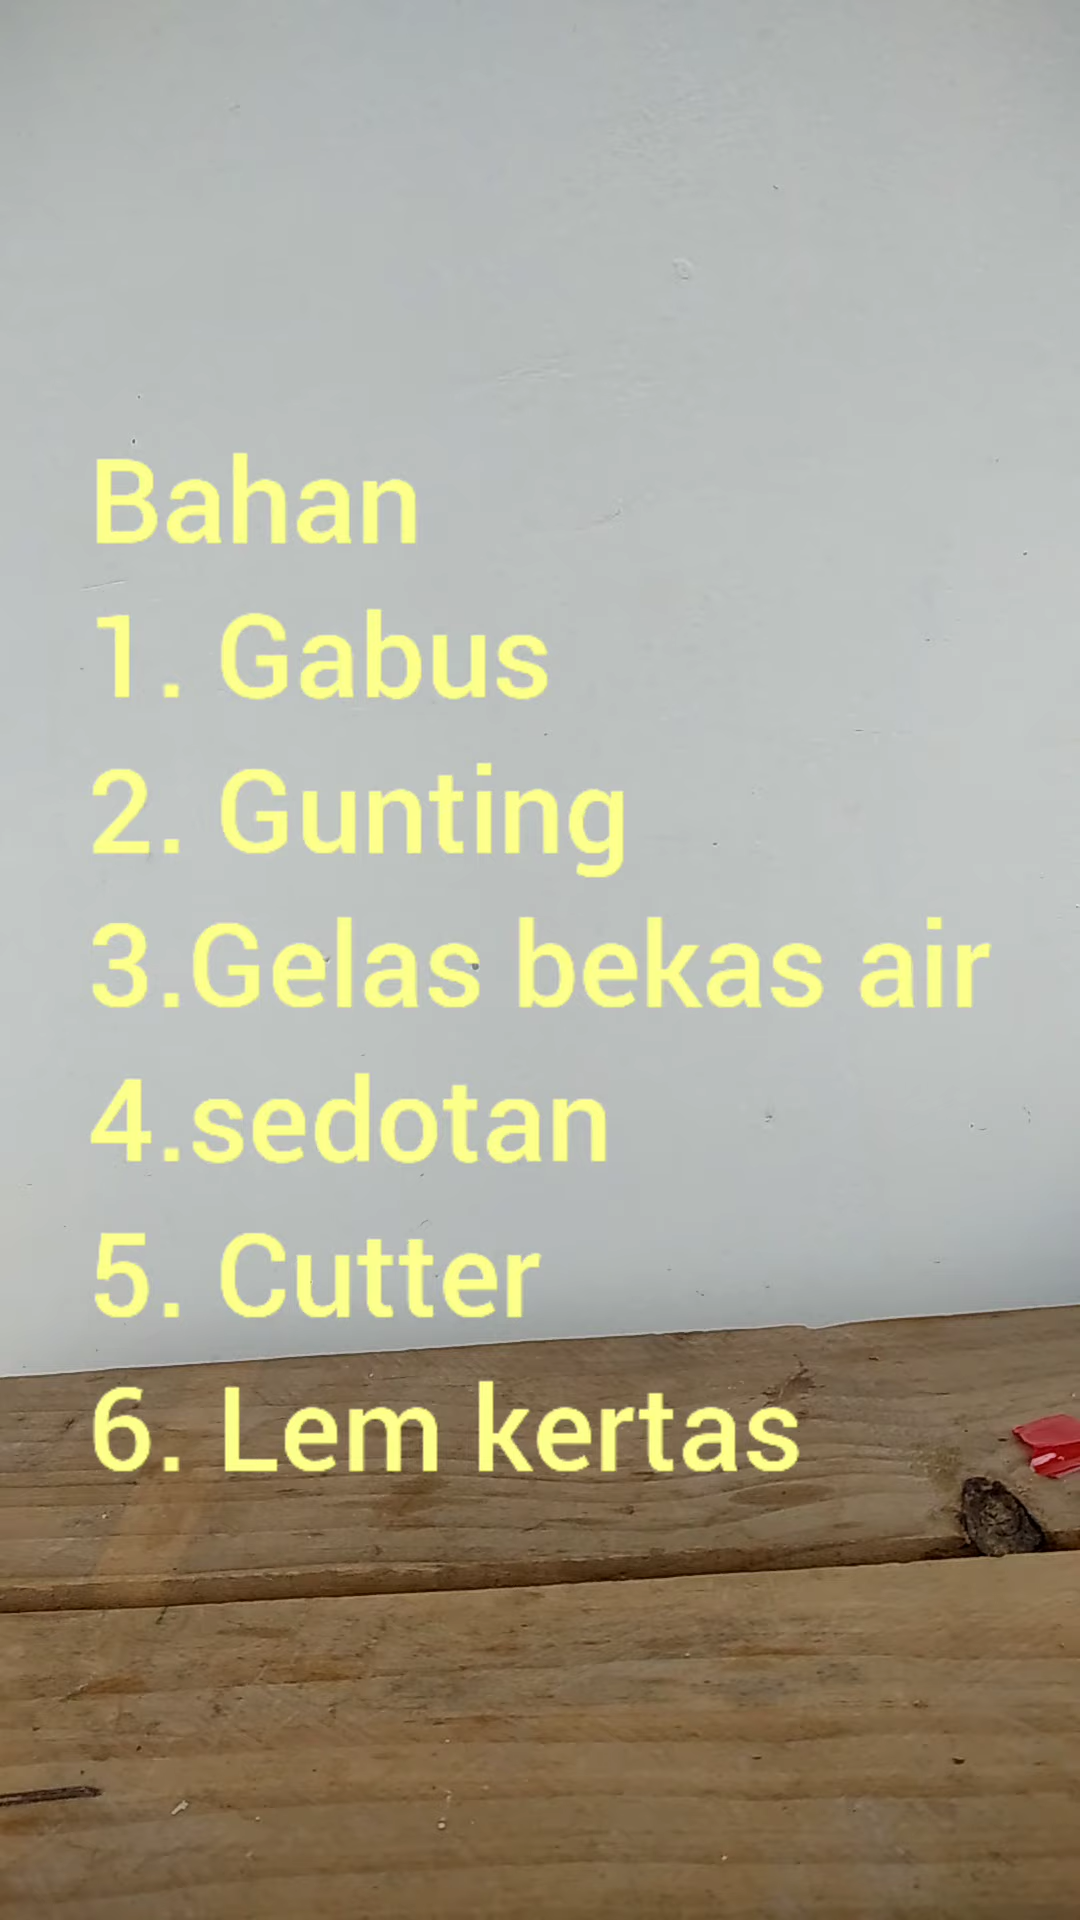 Bahan
1. Gabus
2. Gunting
3.Gelas bekas air
4.sedotan
5. Cutter
6. Lem kertas